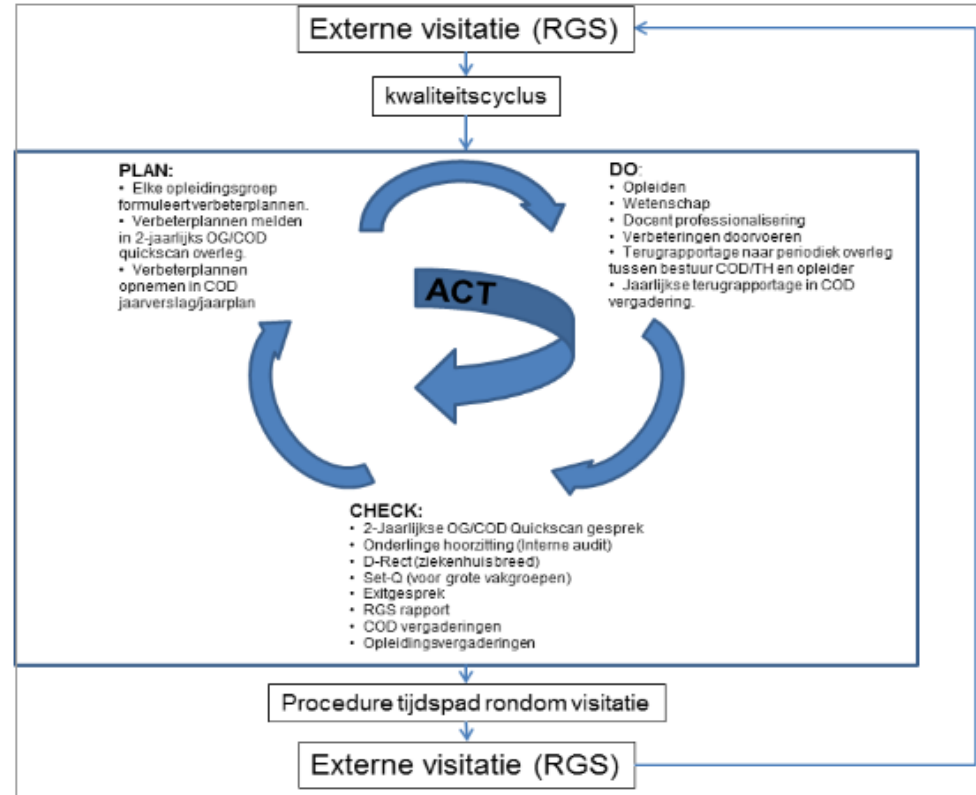 Externe visitatie (RGS)
kwaliteitscyclus
PLAN:
• Elke opleidingsgroep
formuleert verbeterplannen.
• Verbeterplannen melden
in 2-jaarlijks OG/COD
quickscan overleg.
• Verbeterplannen
opnemen in COD
jaarverslag/jaarplan
DO:
• Opleiden
• Wetenschap
• Docent professionalisering
• Verbeteringen doorvoeren
• Terugrapportage naar periodiek overleg
tussen bestuur COD/TH en opleider
• Jaarlijkse terugrapportage in COD
vergadering.
ACT
CHECK:
• 2-Jaarlijkse OG/COD Quickscan gesprek
• Onderlinge hoorzitting (Interne audit)
• D-Rect (ziekenhuisbreed)
• Set-Q (voor grote vakgroepen)
• Exitgesprek
• RGS rapport
• COD vergaderingen
• Opleidingsvergaderingen
Procedure tijdspad rondom visitatie
Externe visitatie (RGS)